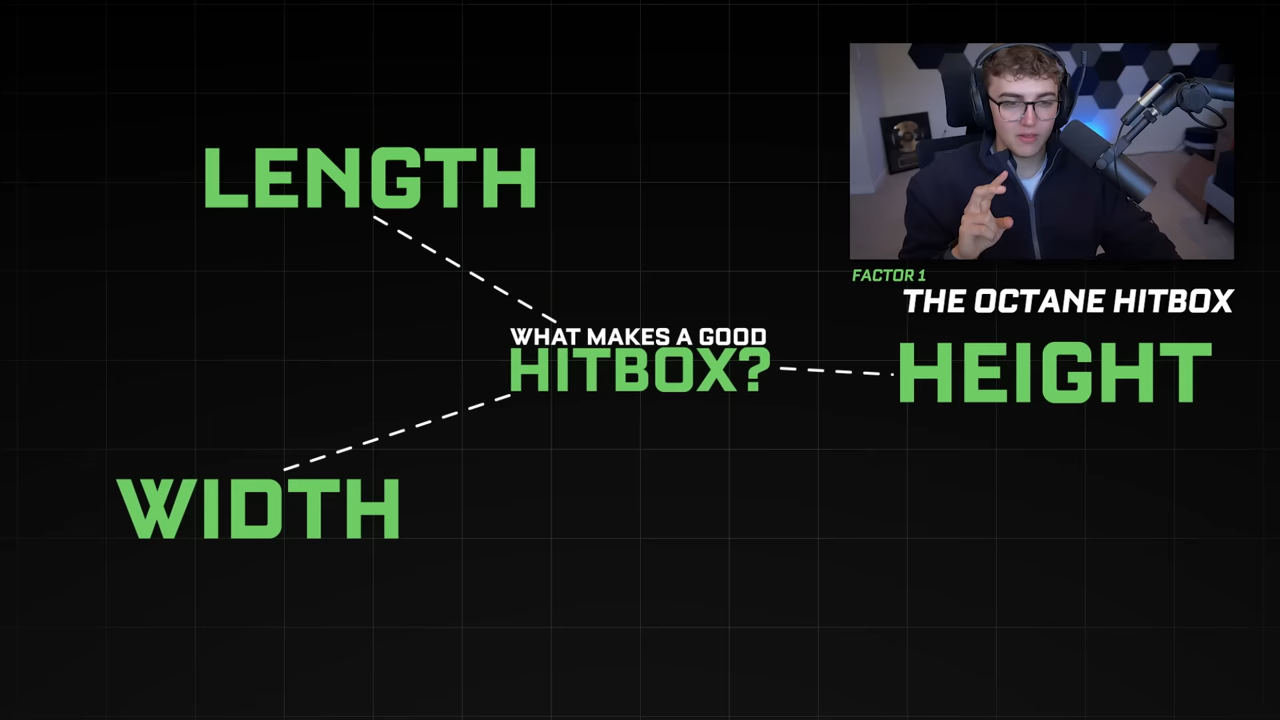 LENGTH
FACTOR 1
THE OCTANE HITBOX
WHAT MAKES A GOOD
HITBOX?
HEIGHT
WIDTH